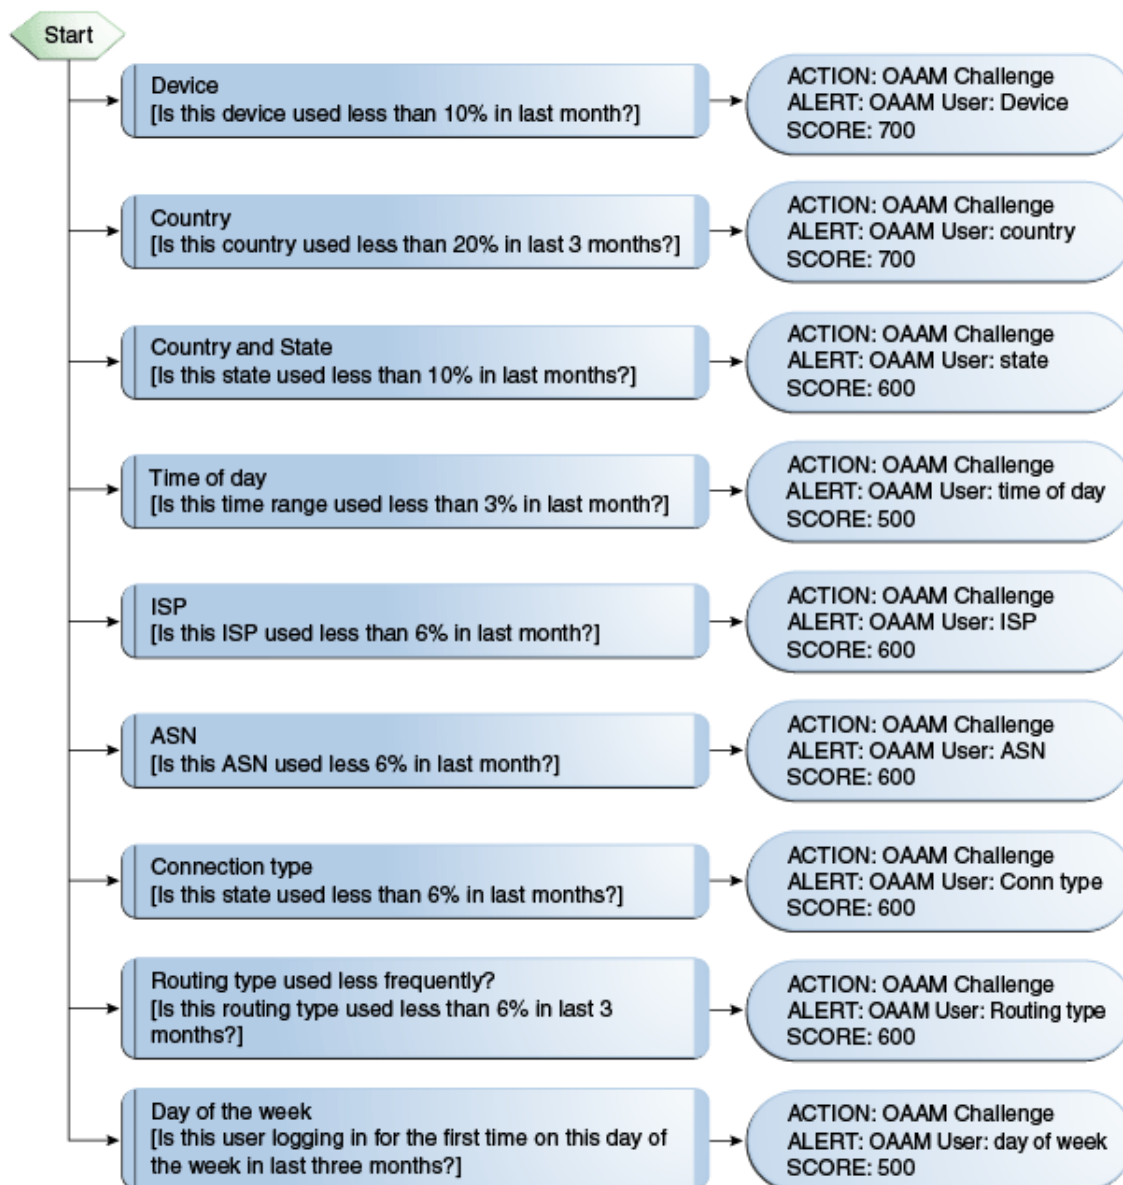 Start
Device
[Is this device used less than 10% in last month?]
ACTION: OAAM Challenge
ALERT: OAAM User: Device
SCORE: 700
Country
[Is this country used less than 20% in last 3 months?]
ACTION: OAAM Challenge
ALERT: OAAM User: country
SCORE: 700
Country and State
[Is this state used less than 10% in last months?]
ACTION: OAAM Challenge
ALERT: OAAM User: state
SCORE: 600
Time of day
[Is this time range used less than 3% in last month?]
ACTION: OAAM Challenge
ALERT: OAAM User: time of day
SCORE: 500
ISP
[Is this ISP used less than 6% in last month?]
ACTION: OAAM Challenge
ALERT: OAAM User: ISP
SCORE: 600
ASN
[Is this ASN used less 6% in last month?]
ACTION: OAAM Challenge
ALERT: OAAM User: ASN
SCORE: 600
Connection type
[Is this state used less than 6% in last months?]
ACTION: OAAM Challenge
ALERT: OAAM User: Conn type
SCORE: 600
Routing type used less frequently?
[Is this routing type used less than 6% in last 3
months?]
ACTION: OAAM Challenge
ALERT: OAAM User: Routing type
SCORE: 600
Day of the week
[Is this user logging in for the first time on this day of
the week in last three months?]
ACTION: OAAM Challenge
ALERT: OAAM User: day of week
SCORE: 500